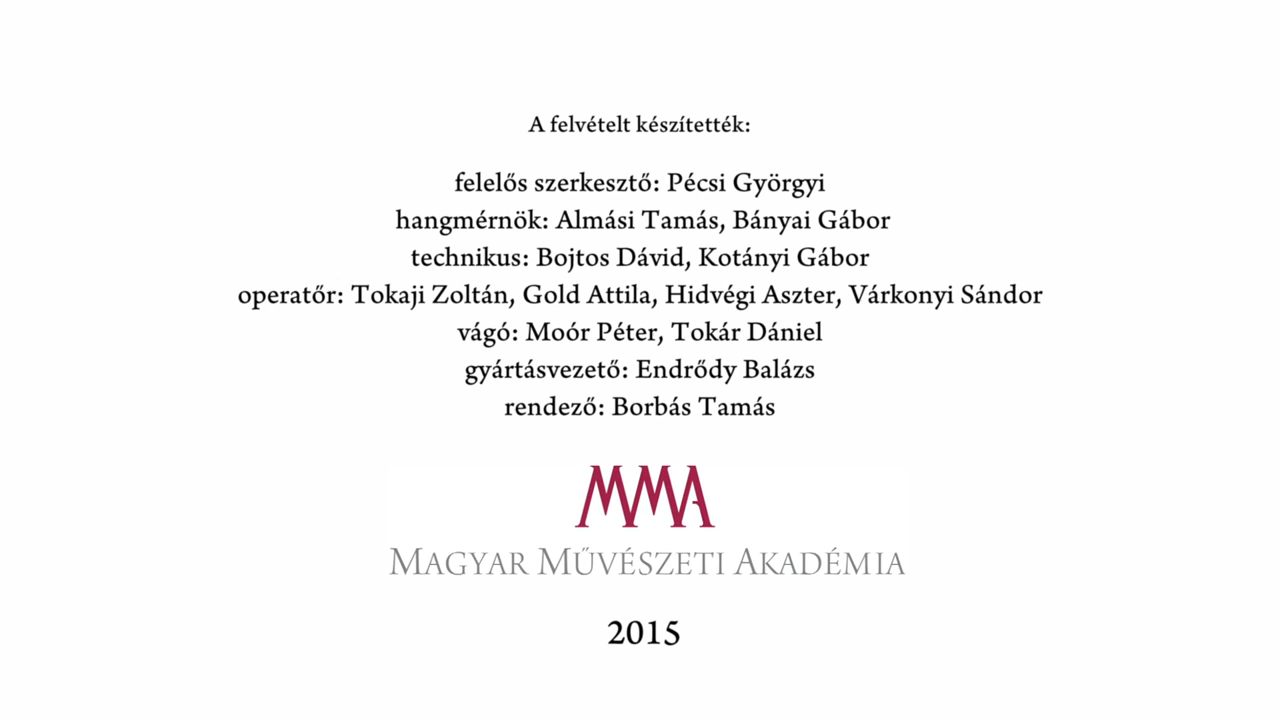 A felvételt készítették:
felelős szerkesztő: Pécsi Györgyi
hangmérnök: Almási Tamás, Bányai Gábor
technikus: Bojtos Dávid, Kotányi Gábor
operatőr: Tokaji Zoltán, Gold Attila, Hidvégi Aszter, Várkonyi Sándor
vágó: Moór Péter, Tokár Dániel
gyártásvezető: Endrődy Balázs
rendező: Borbás Tamás
MMA
MAGYAR MŰVÉSZETI AKADÉMIA
2015